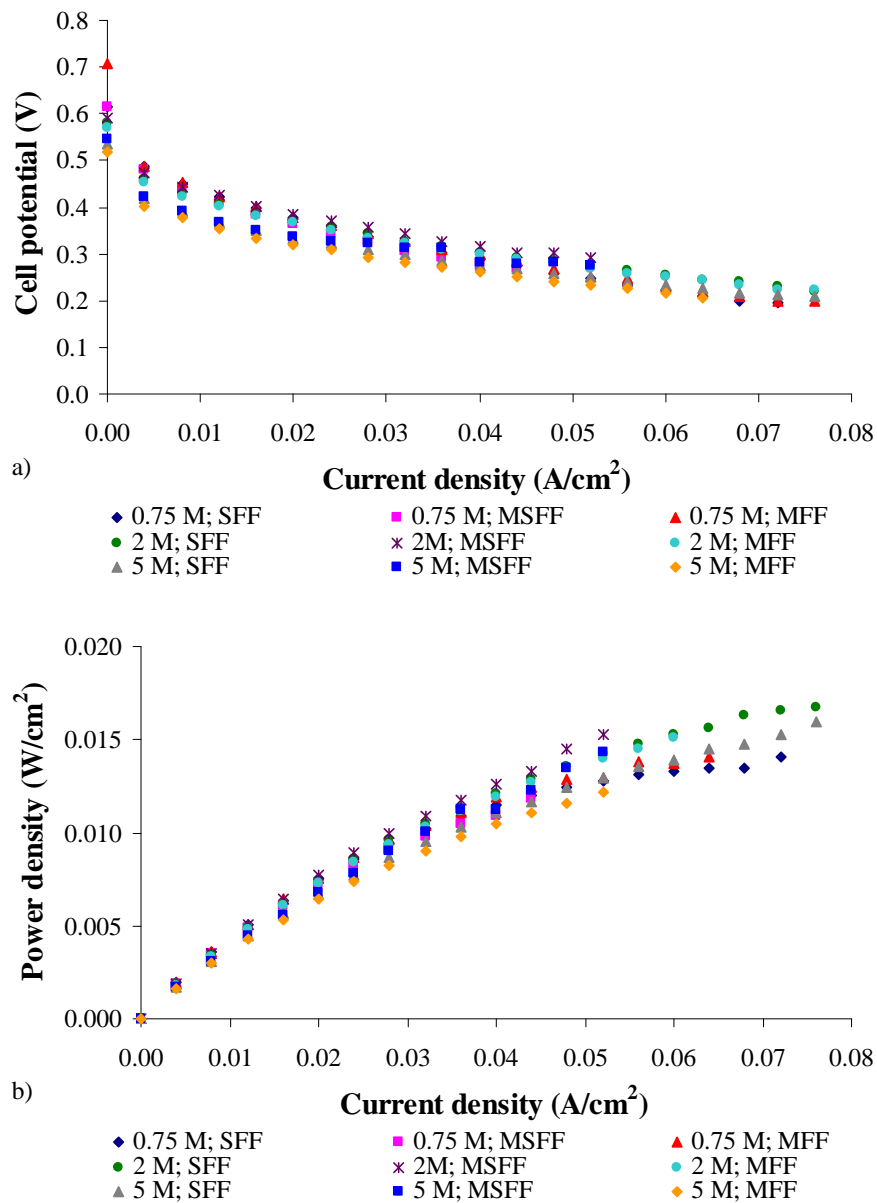 0.8
0.7
0.6
0.5
0.4
0.3
0.2
0.1
0.0
Cell potential (V)
0.00 0.01 0.02 0.03 0.04 0.05 0.06 0.07 0.08
Current density (A/cm²)
a)
0.75 M; SFF 0.75 M; MSFF 0.75 M; MFF
2 M; SFF 2M; MSFF 2 M; MFF
5 M; SFF 5 M; MSFF 5 M; MFF
0.020
0.015
0.010
0.005
0.000
Power density (W/cm²)
0.00 0.01 0.02 0.03 0.04 0.05 0.06 0.07 0.08
Current density (A/cm²)
b)
0.75 M; SFF 0.75 M; MSFF 0.75 M; MFF
2 M; SFF 2M; MSFF 2 M; MFF
5 M; SFF 5 M; MSFF 5 M; MFF